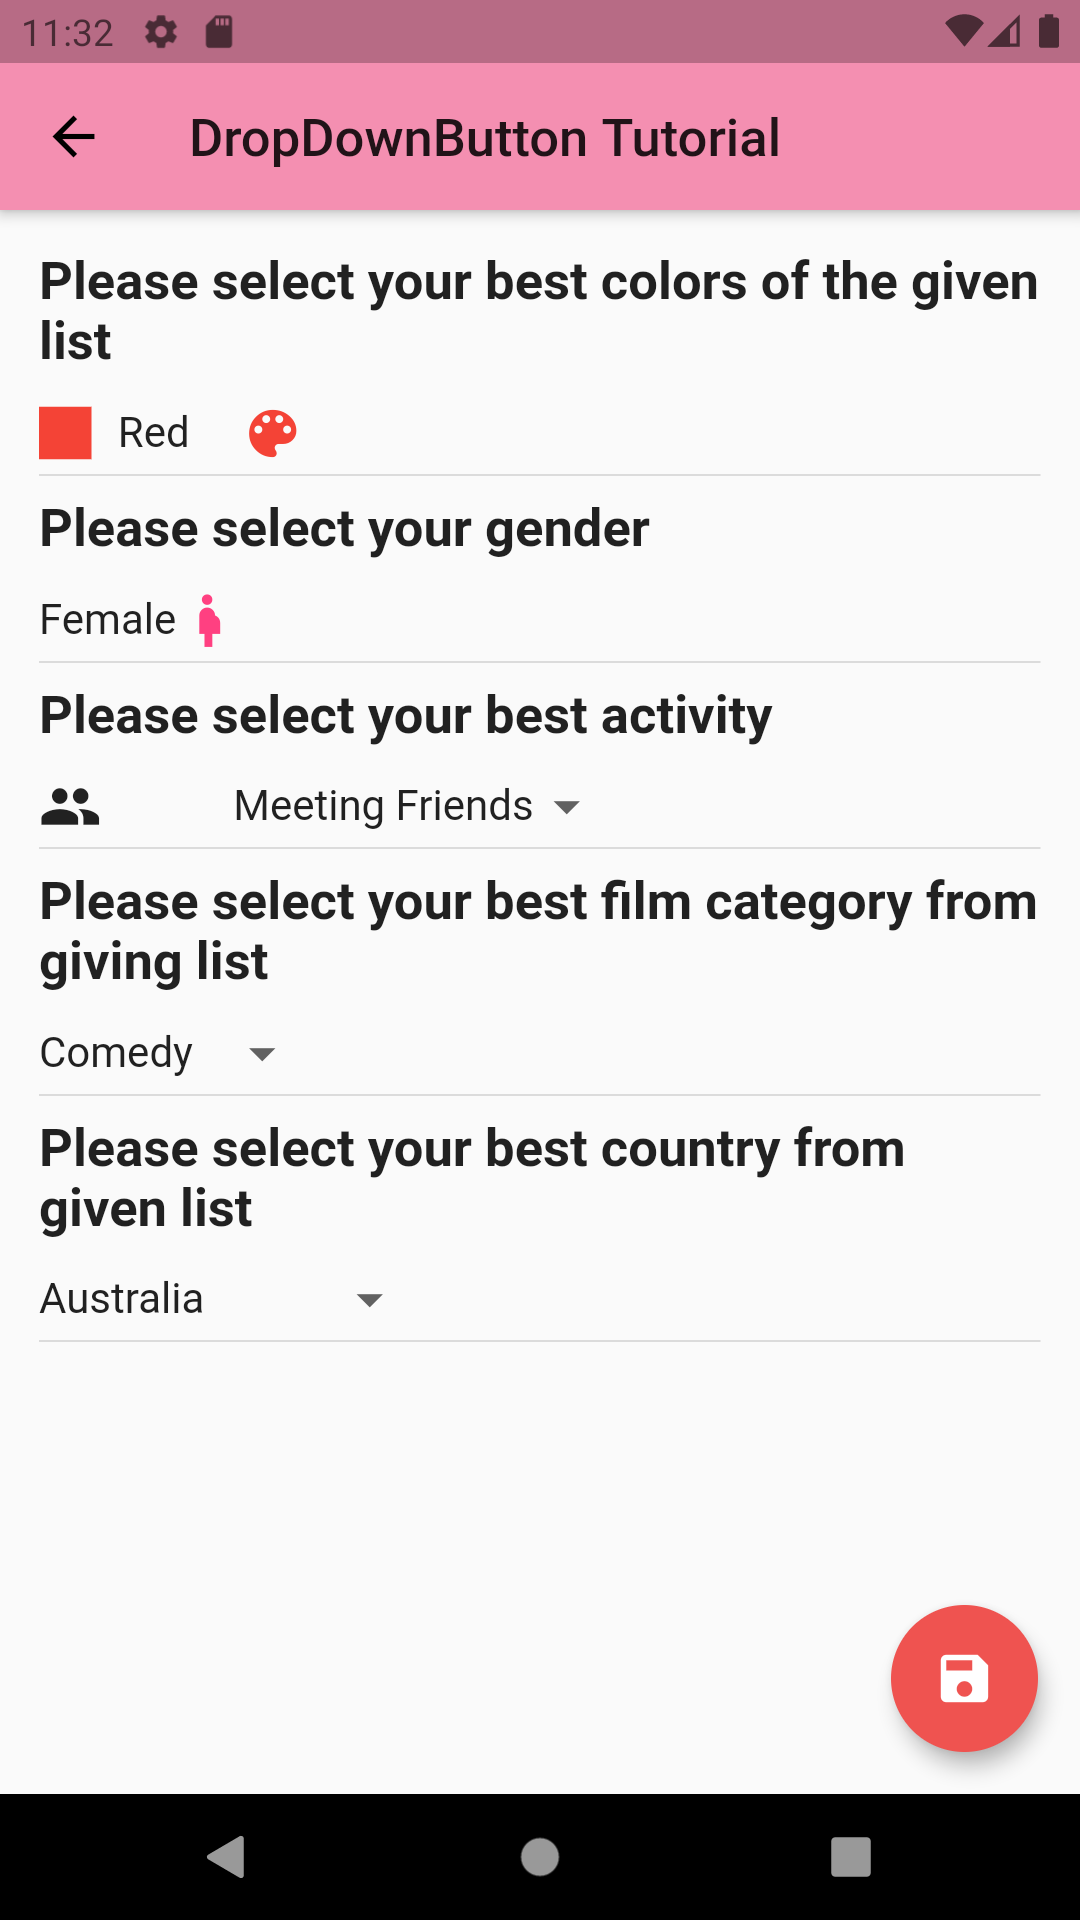 11:32
DropDownButton Tutorial
Please select your best colors of the given
list
Red
Please select your gender
Female
Please select your best activity
Meeting Friends
Please select your best film category from
giving list
Comedy
Please select your best country from
given list
Australia